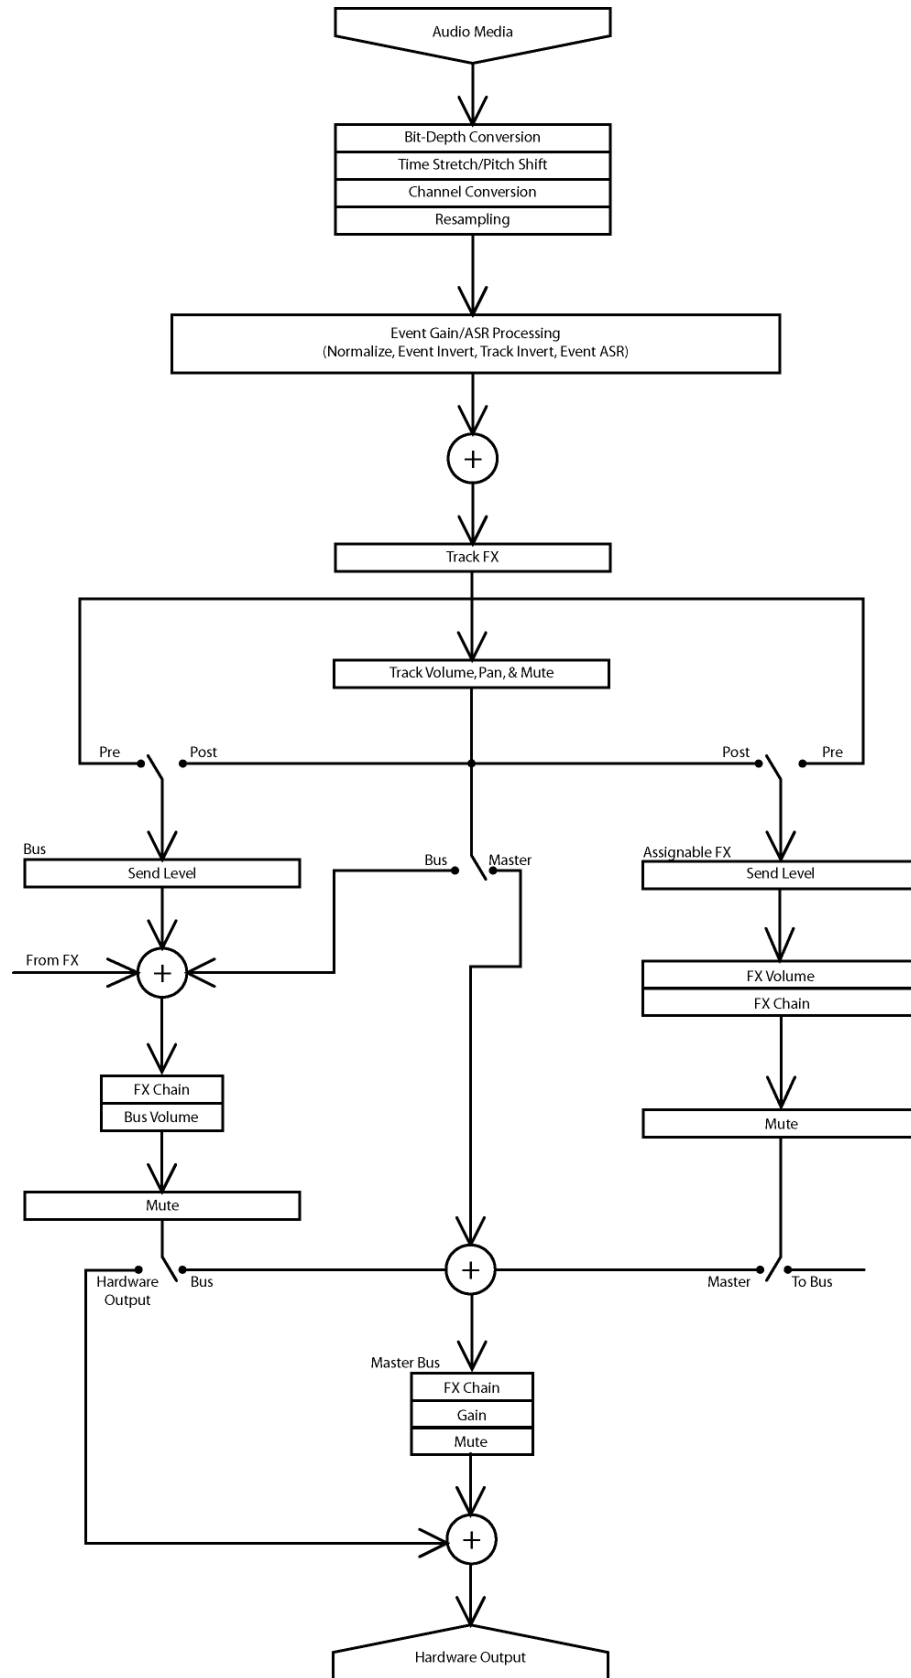 Audio Media
Bit-Depth Conversion
Time Stretch/Pitch Shift
Channel Conversion
Resampling
Event Gain/ASR Processing
(Normalize, Event Invert, Track Invert, Event ASR)
+
Track FX
Track Volume, Pan, & Mute
Pre
Post
Post
Pre
Bus
Send Level
Bus
Master
Assignable FX
Send Level
From FX
+
FX Volume
FX Chain
FX Chain
Bus Volume
Mute
Mute
Hardware
Output
Bus
+
Master
To Bus
Master Bus
FX Chain
Gain
Mute
+
Hardware Output